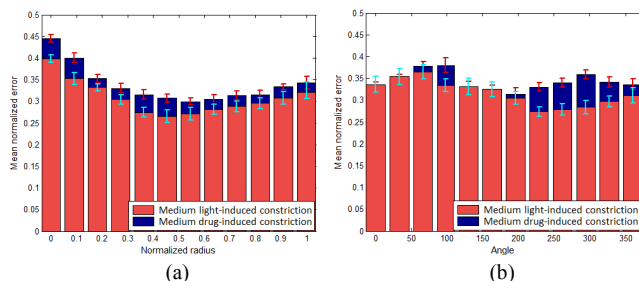 0.5
0.45
0.4
0.35
0.3
0.25
0.2
0.15
0.1
0.05
0
Mean normalized error
Medium light-induced constriction
Medium drug-induced constriction
0 0.1 0.2 0.3 0.4 0.5 0.6 0.7 0.8 0.9 1
Normalized radius
(a)
0.5
0.45
0.4
0.35
0.3
0.25
0.2
0.15
0.1
0.05
0
Mean normalized error
Medium light-induced constriction
Medium drug-induced constriction
0 50 100 150 200 250 300 350
Angle
(b)